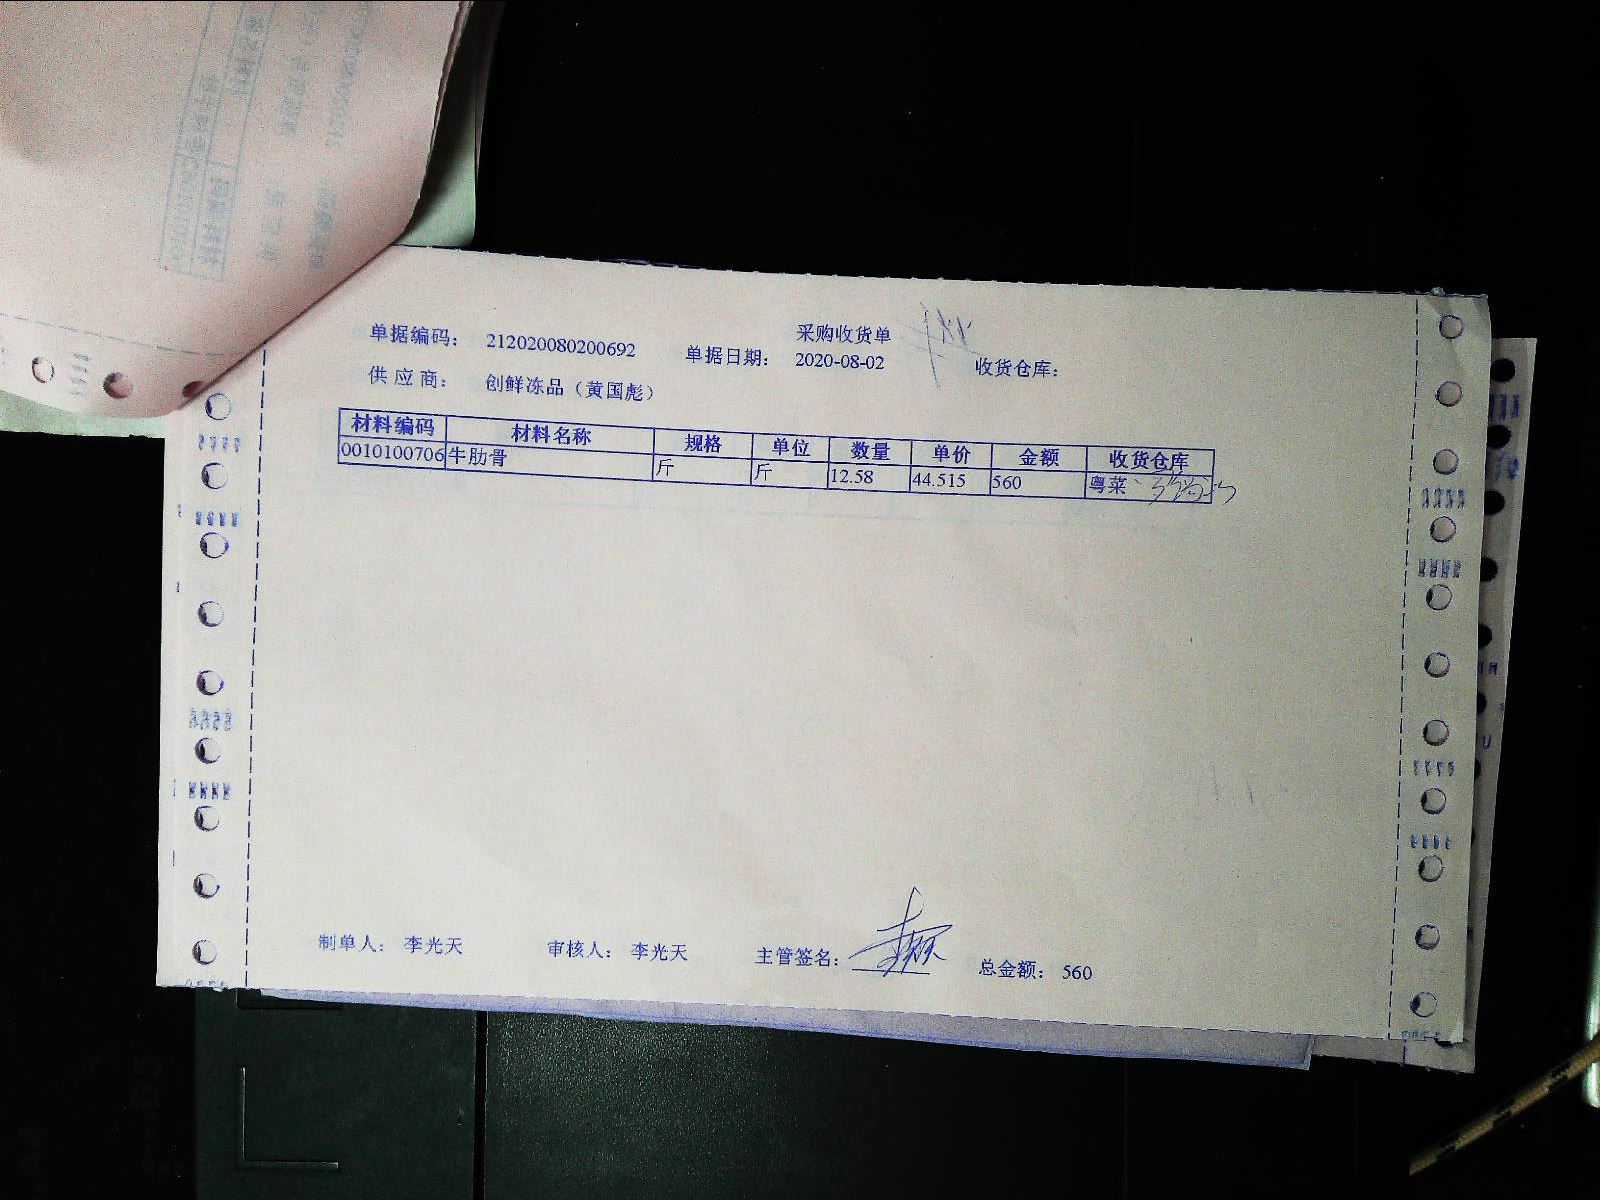 采购收货单
单据编码： 212020080200692 单据日期： 2020-08-02 收货仓库：
供 应 商： 创鲜冻品（黄国彪）
材料编码 材料名称 规格 单位 数量 单价 金额 收货仓库
0010100706 牛肋骨 斤 斤 12.58 44.515 560 粤菜
制单人： 李光天 审核人： 李光天 主管签名： 总金额： 560